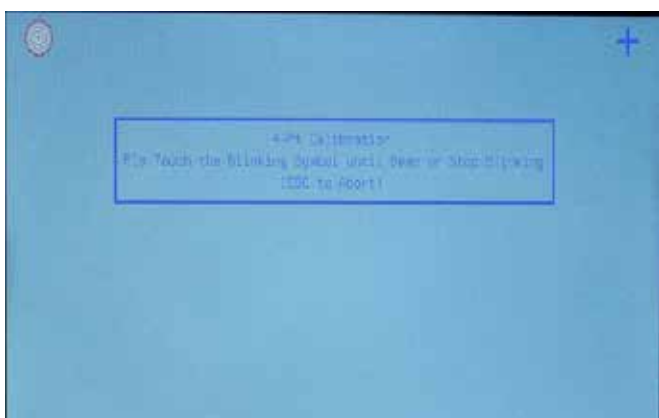 4-Pt Calibration
Pls Touch the Blinking Symbol until Beep or Stop Blinking
(ESC to Abort)